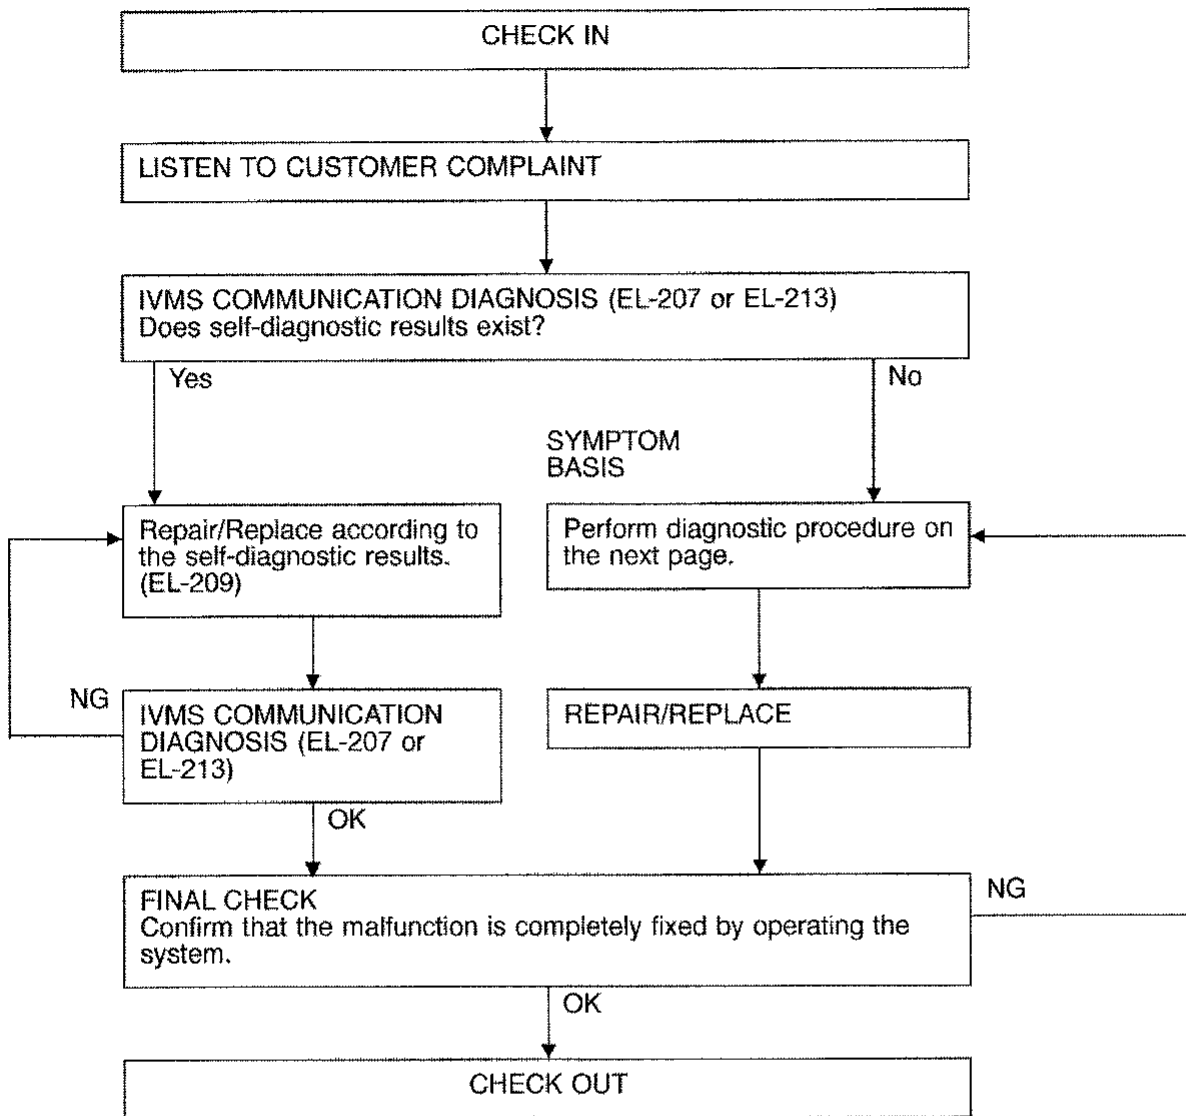 CHECK IN
LISTEN TO CUSTOMER COMPLAINT
IVMS COMMUNICATION DIAGNOSIS (EL-207 or EL-213)
Does self-diagnostic results exist?
Yes
No
SYMPTOM
BASIS
Repair/Replace according to
the self-diagnostic results.
(EL-209)
Perform diagnostic procedure on
the next page.
NG
IVMS COMMUNICATION
DIAGNOSIS (EL-207 or
EL-213)
REPAIR/REPLACE
OK
FINAL CHECK
Confirm that the malfunction is completely fixed by operating the
system.
NG
OK
CHECK OUT